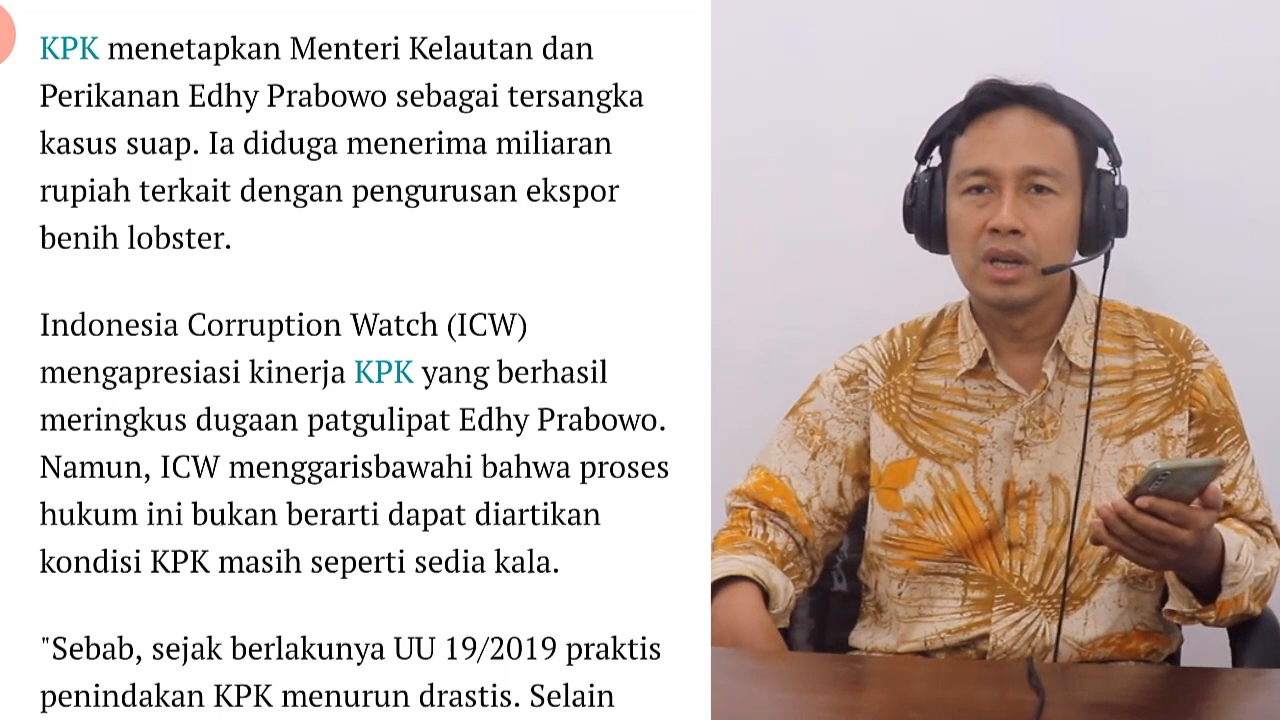 KPK menetapkan Menteri Kelautan dan
Perikanan Edhy Prabowo sebagai tersangka
kasus suap. Ia diduga menerima miliaran
rupiah terkait dengan pengurusan ekspor
benih lobster.
Indonesia Corruption Watch (ICW)
mengapresiasi kinerja KPK yang berhasil
meringkus dugaan patgulipat Edhy Prabowo.
Namun, ICW menggarisbawahi bahwa proses
hukum ini bukan berarti dapat diartikan
kondisi KPK masih seperti sedia kala.
"Sebab, sejak berlakunya UU 19/2019 praktis
penindakan KPK menurun drastis. Selain